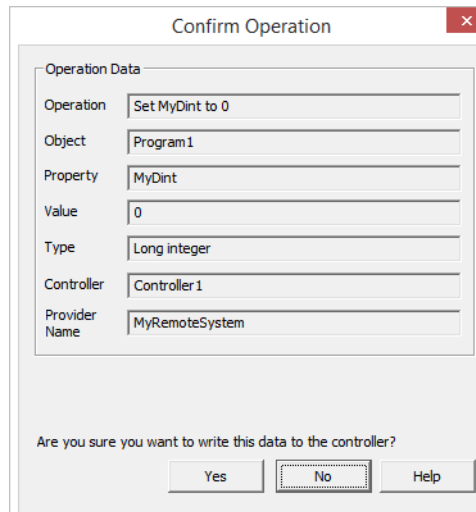 Confirm Operation
Operation Data
Operation Set MyDint to 0
Object Program1
Property MyDint
Value 0
Type Long integer
Controller Controller1
Provider
Name MyRemoteSystem
Are you sure you want to write this data to the controller?
Yes No Help